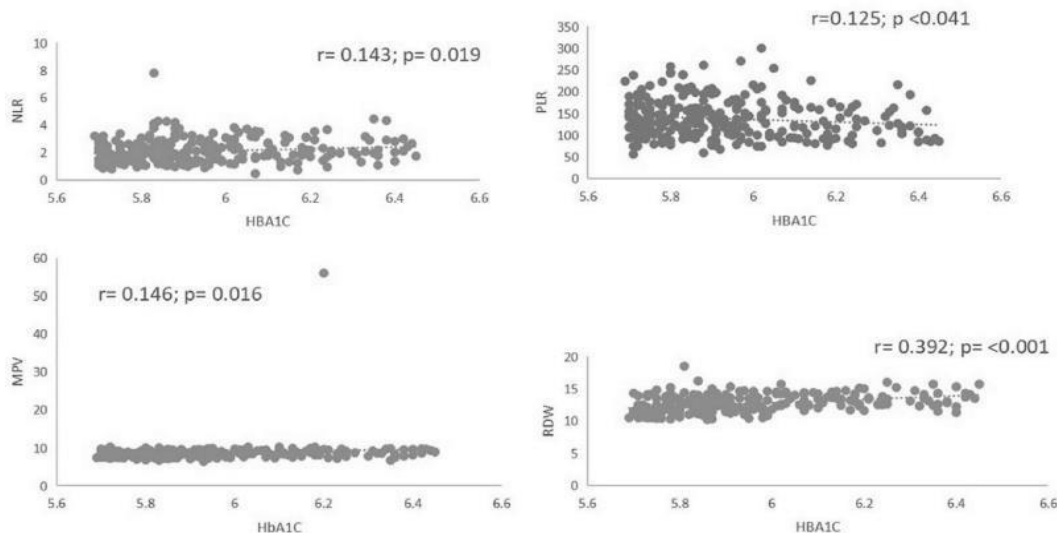 r= 0.143; p= 0.019
NLR
10
8
6
4
2
0
5.6 5.8 6 6.2 6.4 6.6
HBA1C
r=0.125; p <0.041
PLR
350
300
250
200
150
100
50
0
5.6 5.8 6 6.2 6.4 6.6
HBA1C
r= 0.146; p= 0.016
MPV
60
50
40
30
20
10
0
5.6 5.8 6 6.2 6.4 6.6
HbA1C
r= 0.392; p= <0.001
RDW
20
15
10
5
0
5.6 5.8 6 6.2 6.4 6.6
HBA1C